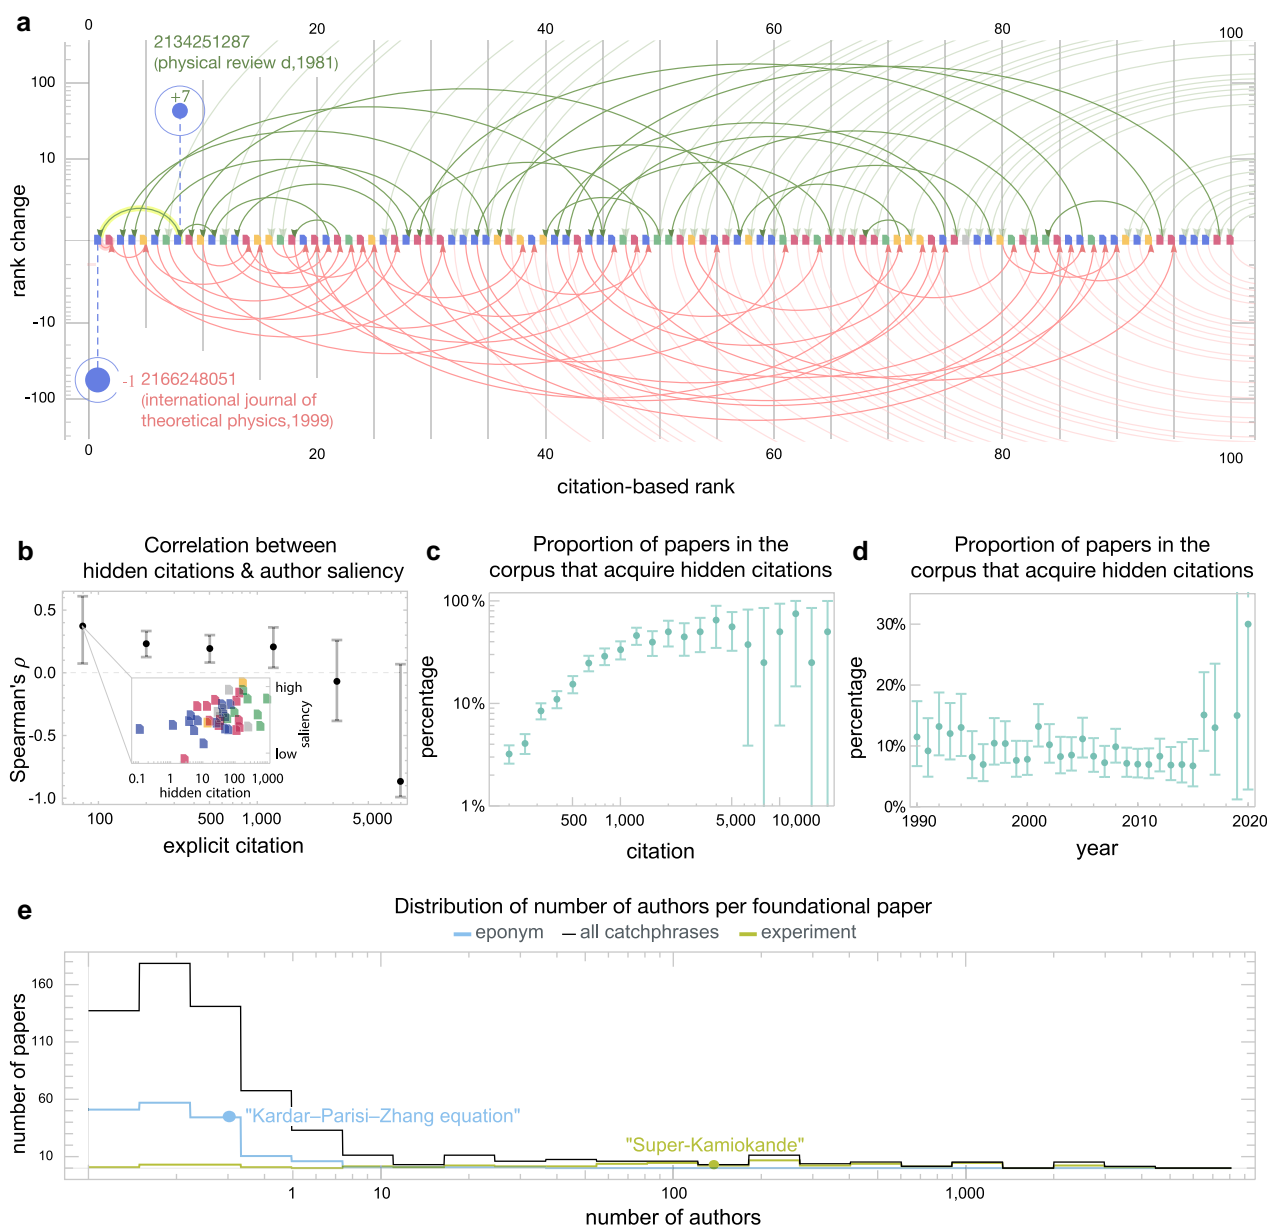 a
0
20
40
60
80
100
2134251287
(physical review d,1981)
+7
100
10
-10
-100
rank change
-1 2166248051
(international journal of
theoretical physics,1999)
0
20
40
60
80
100
citation-based rank
b
Correlation between
hidden citations & author saliency
0.5
0.0
-0.5
-1.0
Spearman's ρ
high
saliency
low
0.1
1
10
100
1,000
hidden citation
100
500
1,000
5,000
explicit citation
c
Proportion of papers in the
corpus that acquire hidden citations
100 %
10%
1 %
percentage
500
1,000
5,000
10,000
citation
d
Proportion of papers in the
corpus that acquire hidden citations
30%
20%
10%
0%
percentage
1990
2000
2010
2020
year
e
Distribution of number of authors per foundational paper
eponym
all catchphrases
experiment
160
110
60
10
number of papers
"Kardar–Parisi–Zhang equation"
"Super-Kamiokande"
1
10
100
1,000
number of authors